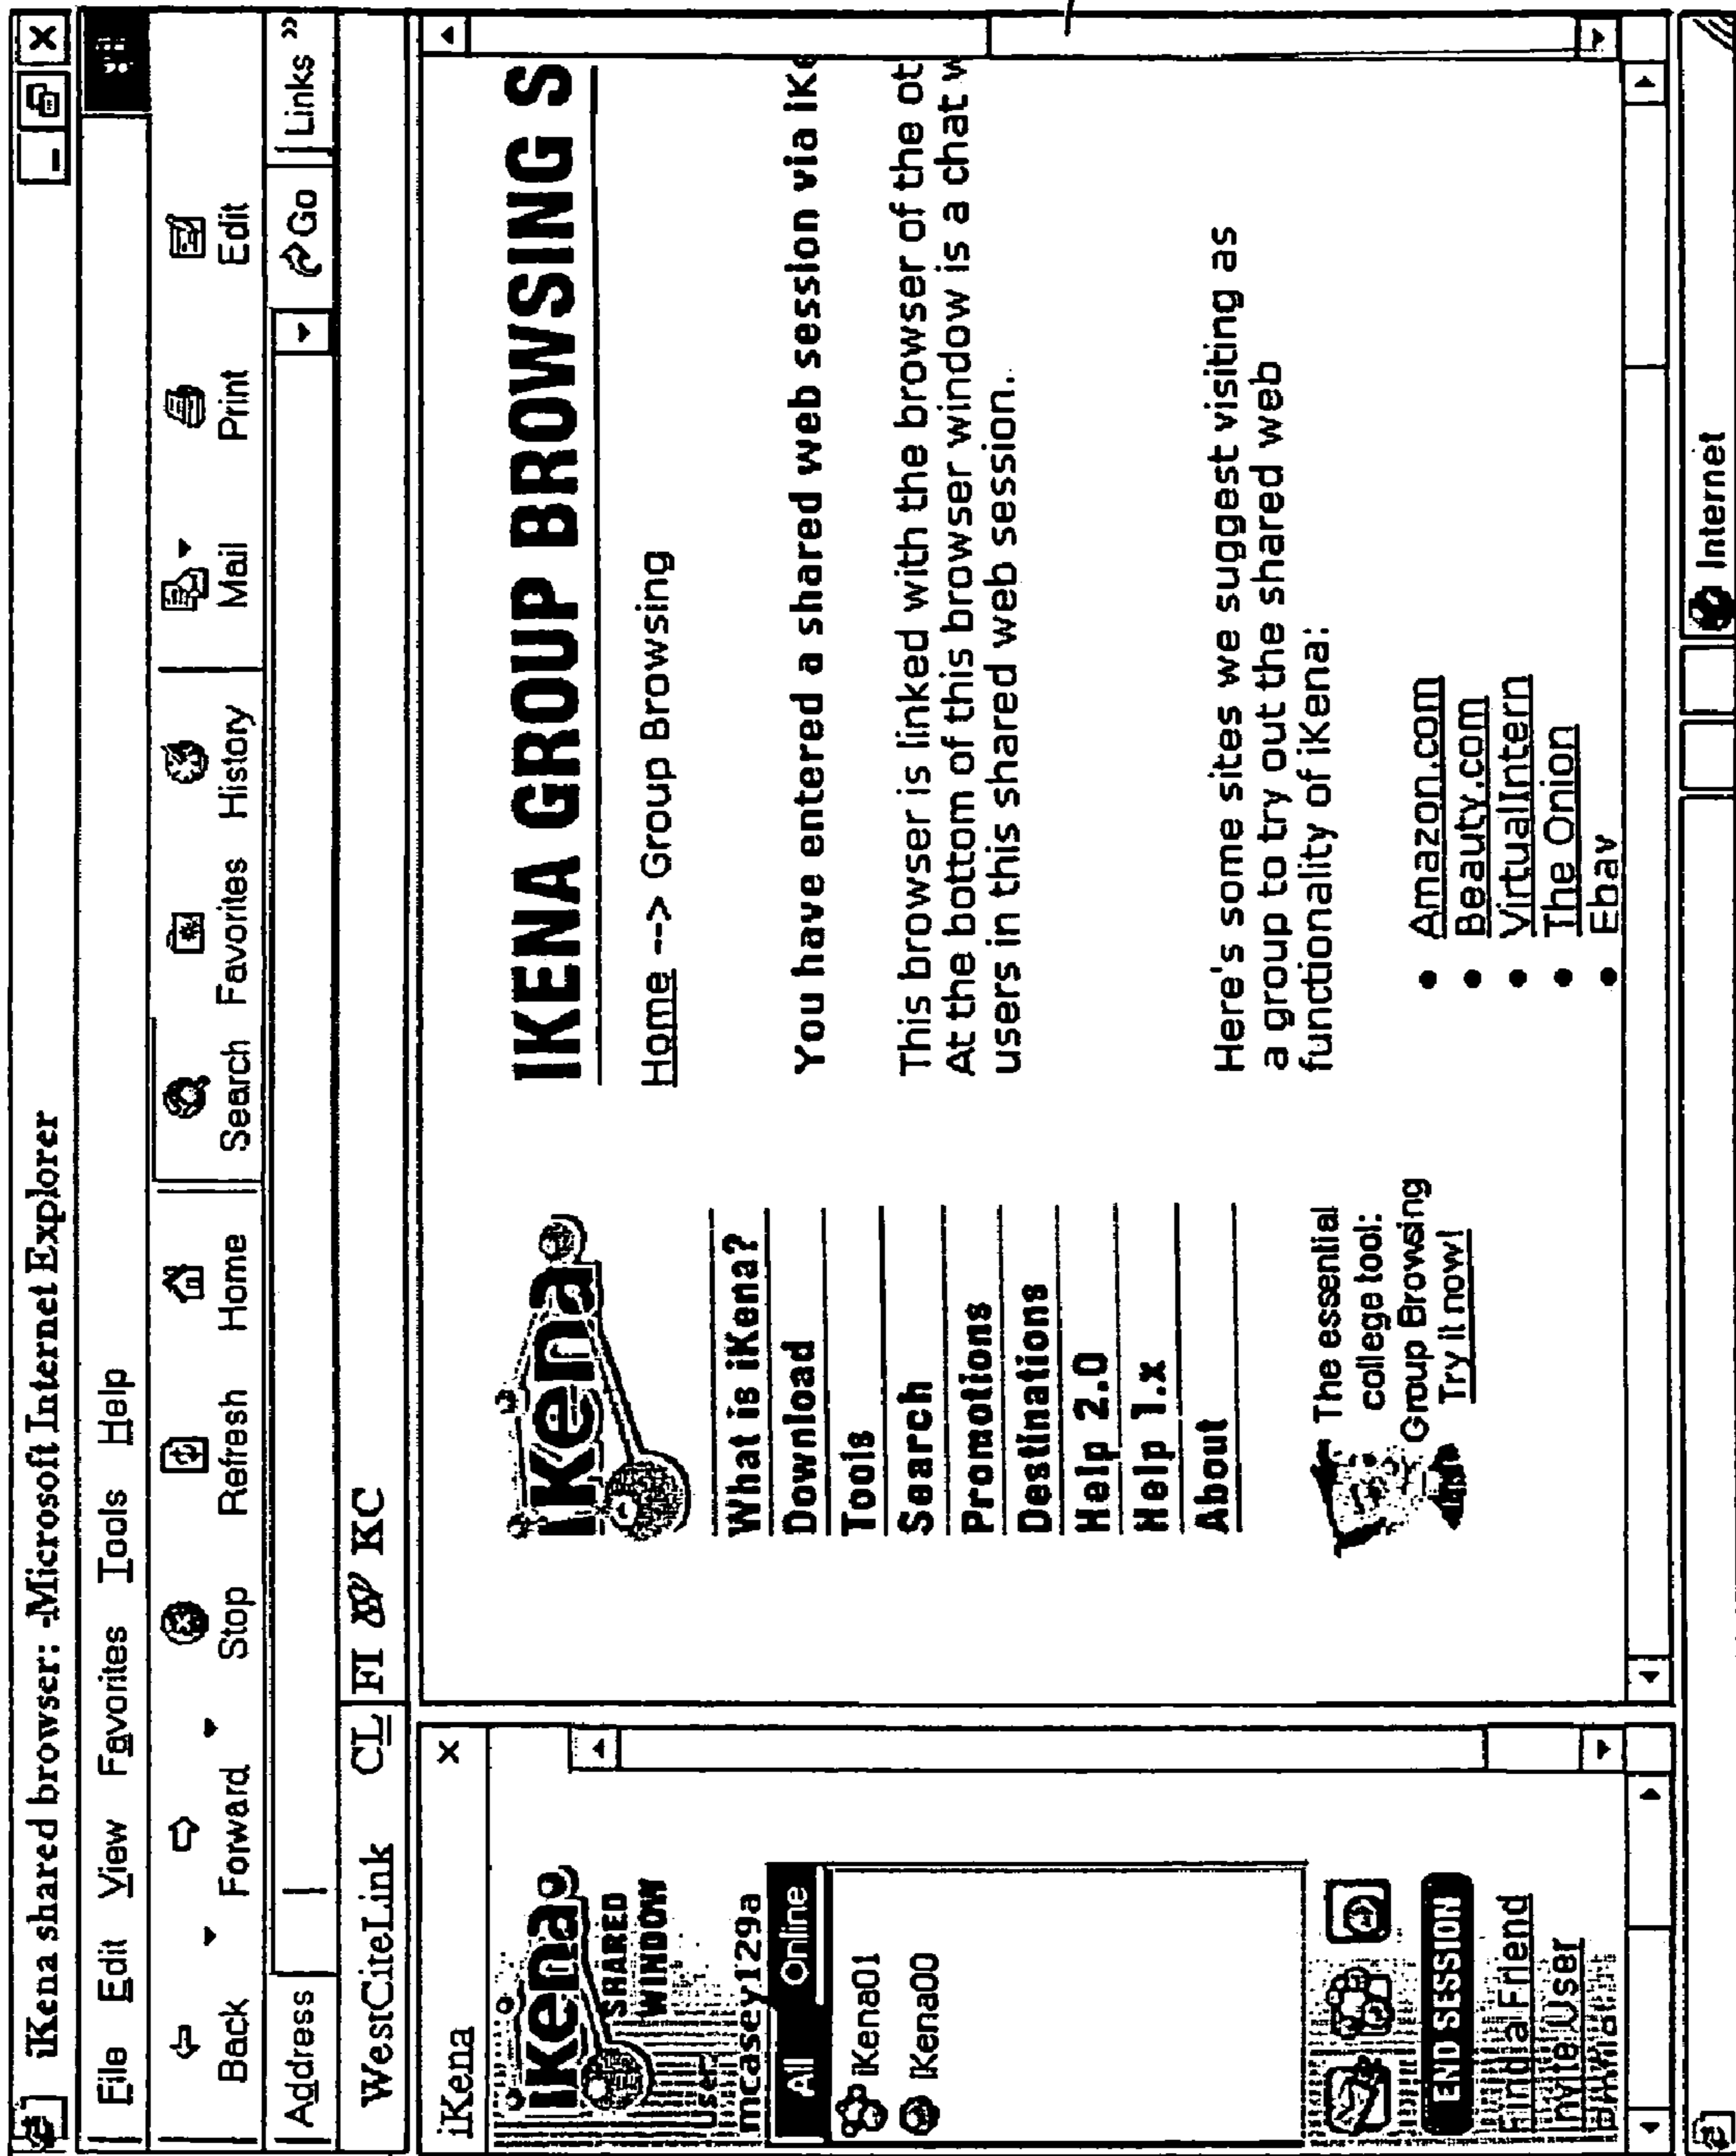 iKena shared browser: -Microsoft Internet Explorer
File Edit View Favorites Tools Help
Back Forward Stop Refresh Home Search Favorites History Mail Print Edit
Address Go Links »
WestCiteLink CL FI KC
iKena X
iKena
SHARED
WINDOW
User:
mcasey129a
All Online
iKena01
iKena00
END SESSION
Find a Friend
Invite User
iKena
What is iKena?
Download
Tools
Search
Promotions
Destinations
Help 2.0
Help 1.x
About
The essential
college tool:
Group Browsing
Try it now!
IKENA GROUP BROWSING S
Home --> Group Browsing
You have entered a shared web session via iKe
This browser is linked with the browser of the ot
At the bottom of this browser window is a chat w
users in this shared web session.
Here's some sites we suggest visiting as
a group to try out the shared web
functionality of iKena:
• Amazon.com
• Beauty.com
• VirtualIntern
• The Onion
• Ebay
Internet